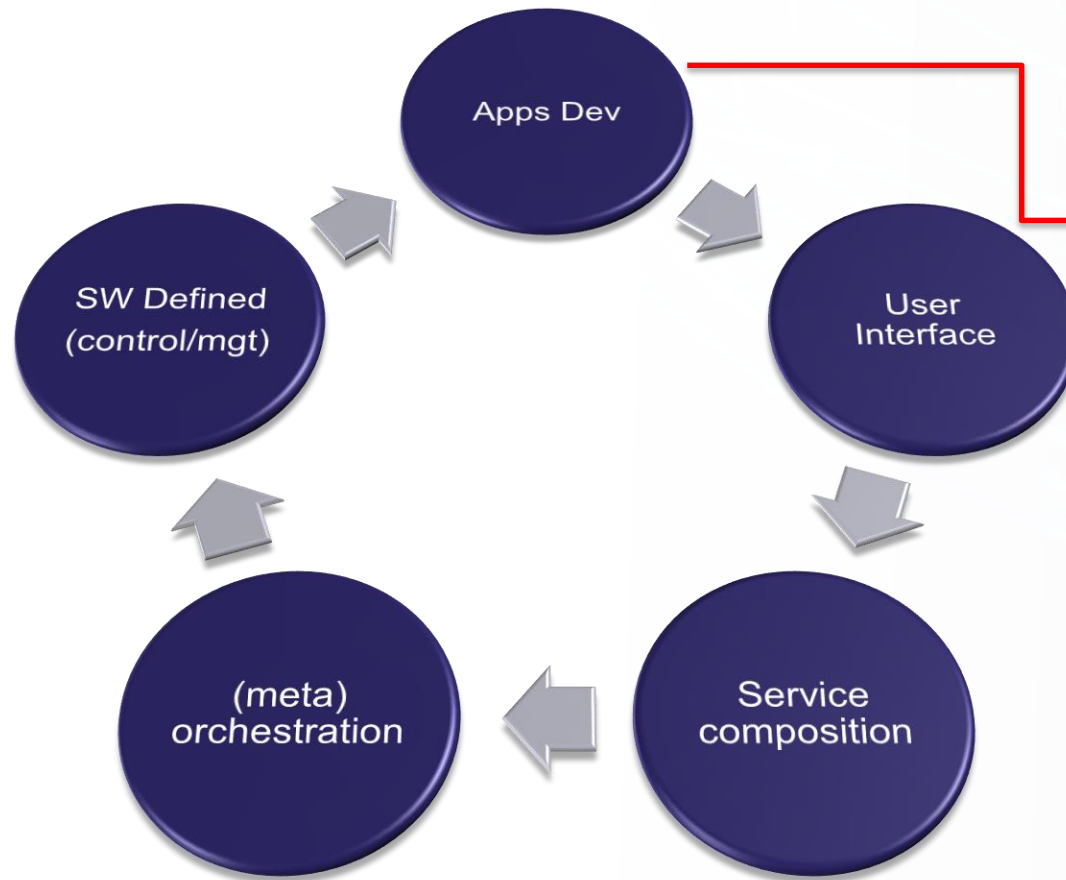 Apps Dev
SW Defined
(control/mgt)
User
Interface
(meta)
orchestration
Service
composition